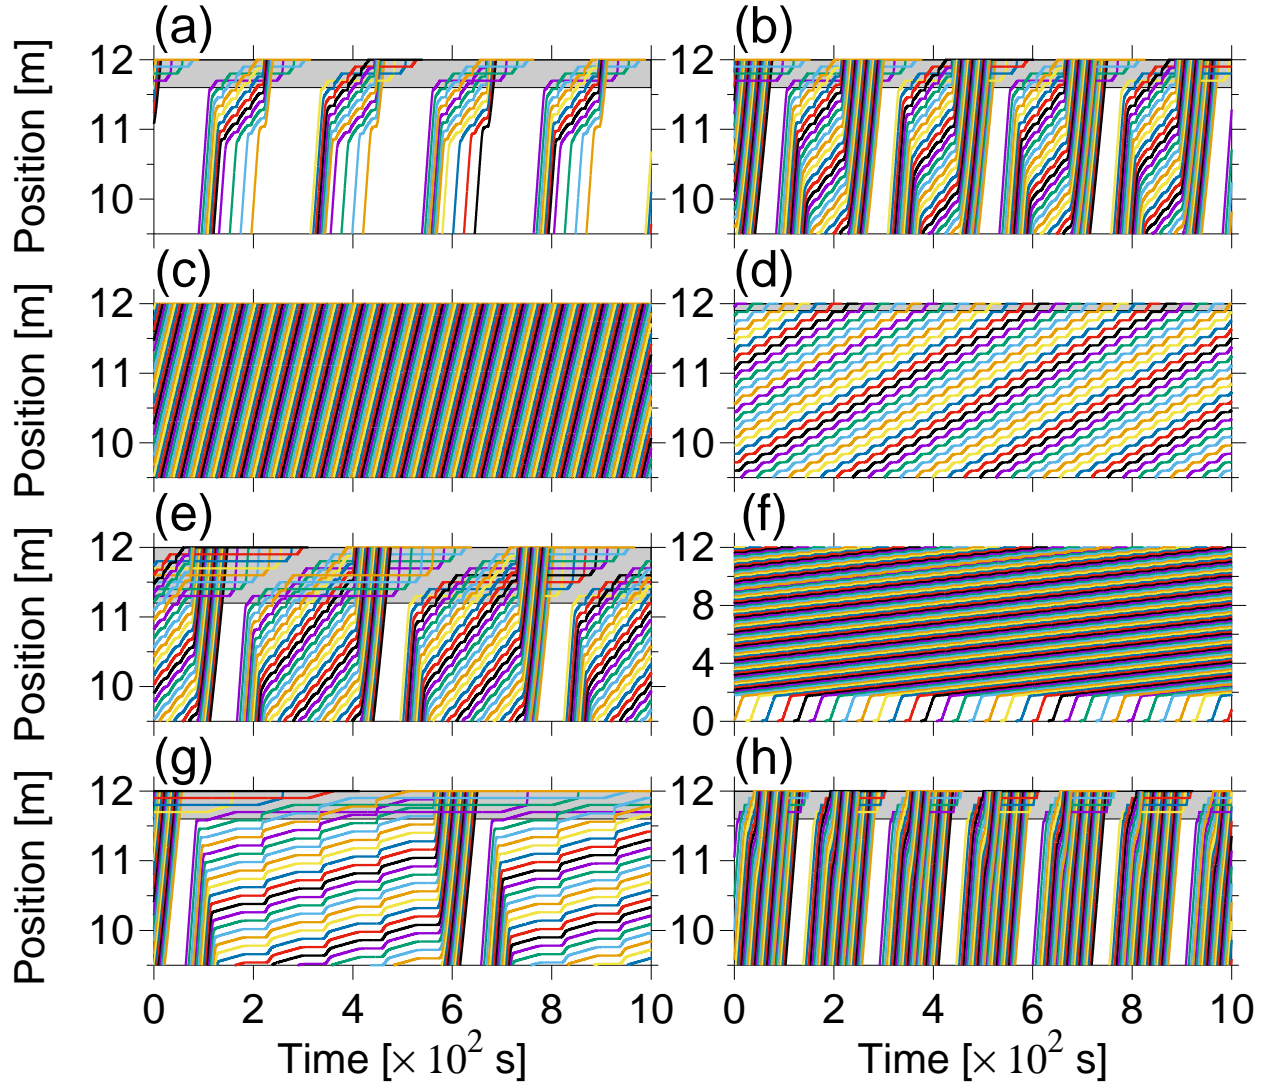 (a) (b)
Position [m] 12 11 10 12 11 10
(c) (d)
Position [m] 12 11 10 12 11 10
(e) (f)
Position [m] 12 11 10 12 8 4 0
(g) (h)
Position [m] 12 11 10 12 11 10
0 2 4 6 8 10 0 2 4 6 8 10
Time [× 10² s] Time [× 10² s]